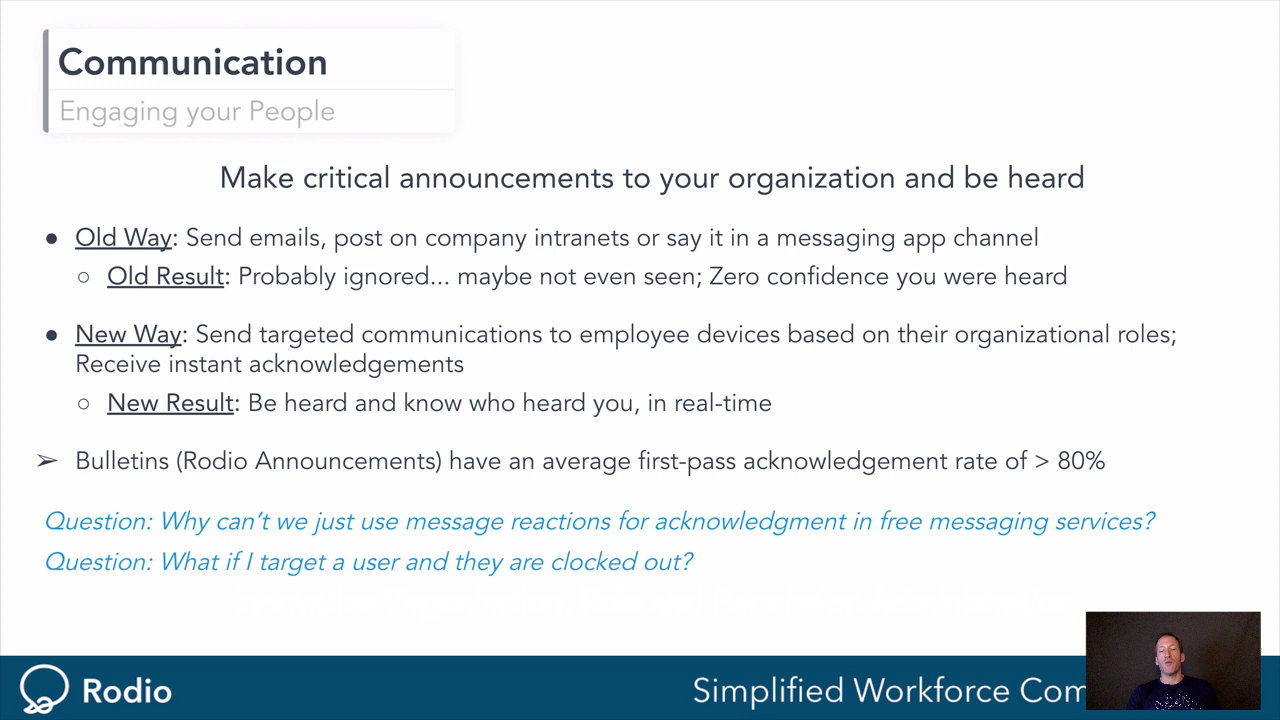 Communication
Engaging your People
Make critical announcements to your organization and be heard
● Old Way: Send emails, post on company intranets or say it in a messaging app channel
○ Old Result: Probably ignored... maybe not even seen; Zero confidence you were heard
● New Way: Send targeted communications to employee devices based on their organizational roles;
Receive instant acknowledgements
○ New Result: Be heard and know who heard you, in real-time
➢ Bulletins (Rodio Announcements) have an average first-pass acknowledgement rate of > 80%
Question: Why can’t we just use message reactions for acknowledgment in free messaging services?
Question: What if I target a user and they are clocked out?
Rodio
Simplified Workforce Com